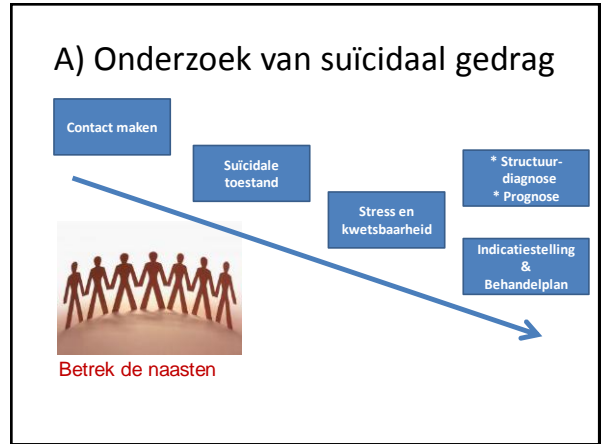 A) Onderzoek van suïcidaal gedrag
Contact maken
Suïcidale
toestand
Stress en
kwetsbaarheid
* Structuur-
diagnose
* Prognose
Indicatiestelling
&
Behandelplan
Betrek de naasten